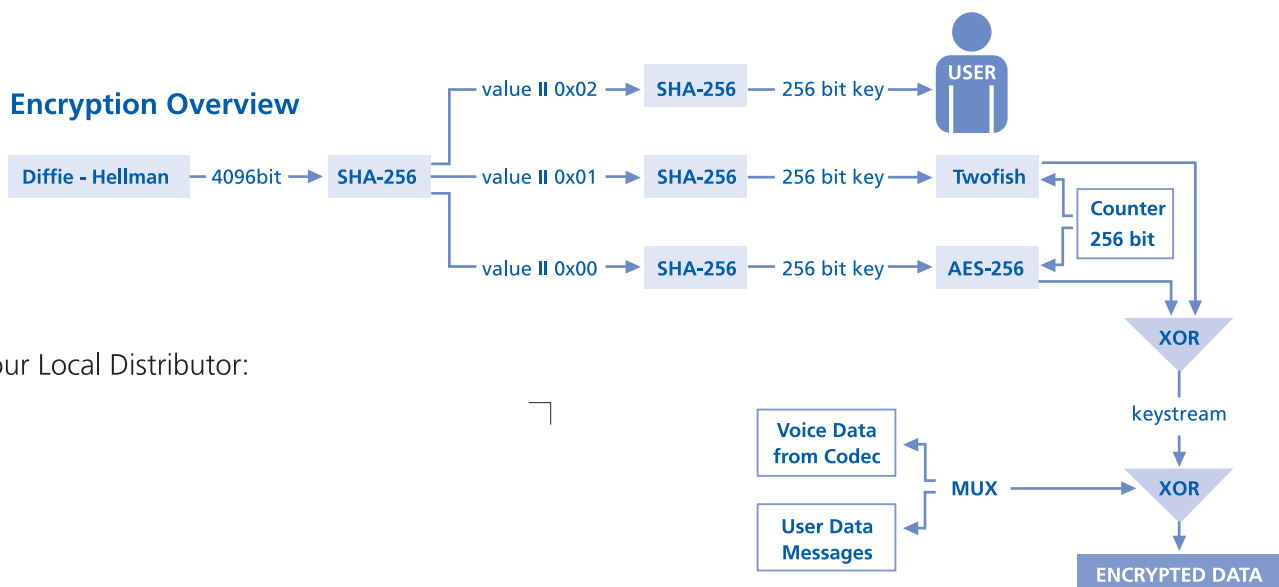 USER
value II 0x02
SHA-256
256 bit key
Encryption Overview
Diffie - Hellman
4096bit
SHA-256
value II 0x01
SHA-256
256 bit key
Twofish
Counter
256 bit
value II 0x00
SHA-256
256 bit key
AES-256
XOR
our Local Distributor:
keystream
Voice Data
from Codec
MUX
XOR
User Data
Messages
ENCRYPTED DATA